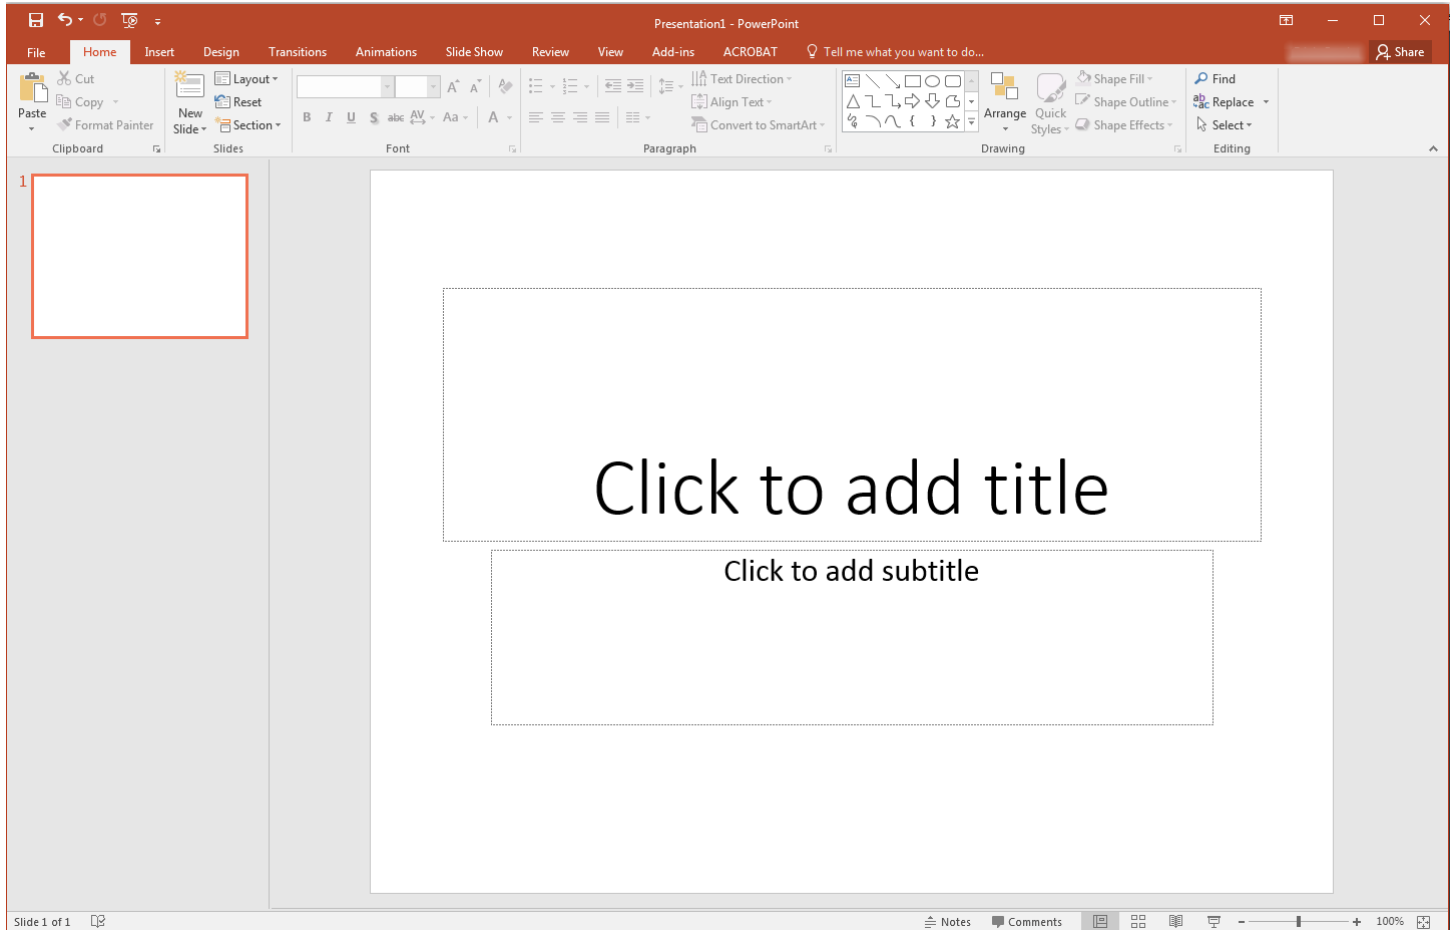 Presentation1 - PowerPoint
File Home Insert Design Transitions Animations Slide Show Review View Add-ins ACROBAT Tell me what you want to do... Share
Paste
Cut
Copy
Format Painter
Clipboard
New Slide
Layout
Reset
Section
Slides
B I U S abc AV Aa A
Font
Text Direction
Align Text
Convert to SmartArt
Paragraph
Arrange
Quick Styles
Shape Fill
Shape Outline
Shape Effects
Drawing
Find
Replace
Select
Editing
1
Click to add title
Click to add subtitle
Slide 1 of 1 Notes Comments 100%